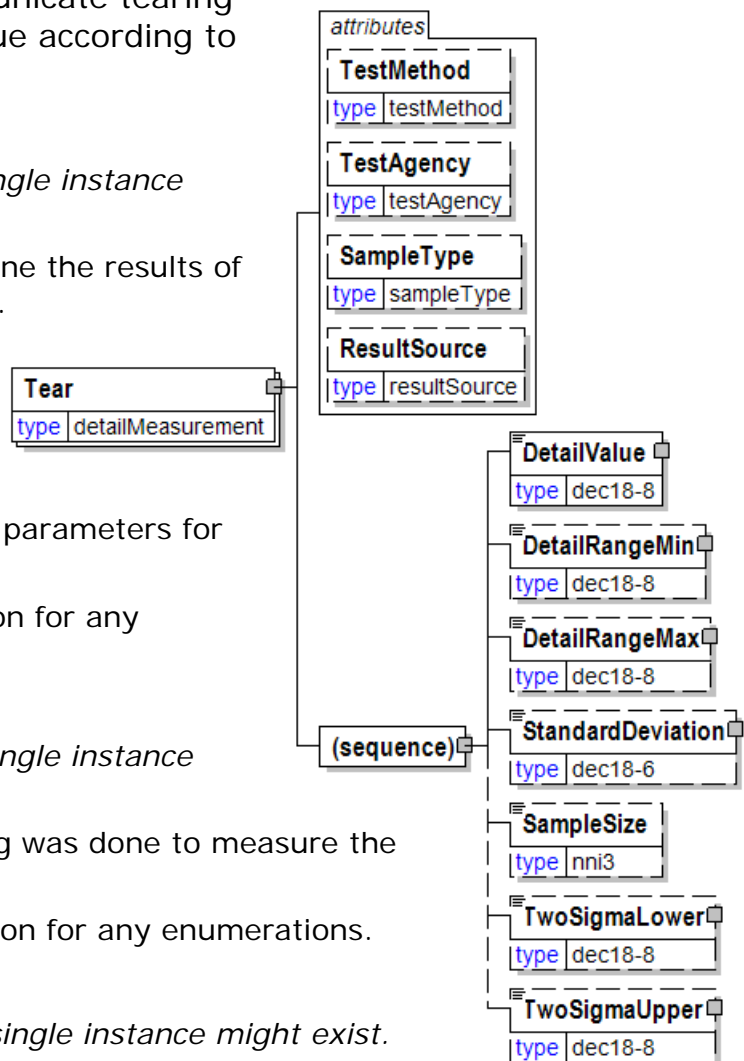 tearing
ue according to
ngle instance
ne the results of
.
parameters for
on for any
ngle instance
g was done to measure the
on for any enumerations.
single instance might exist.
attributes
TestMethod
type testMethod
TestAgency
type testAgency
SampleType
type sampleType
ResultSource
type resultSource
Tear
type detailMeasurement
(sequence)
DetailValue
type dec18-8
DetailRangeMin
type dec18-8
DetailRangeMax
type dec18-8
StandardDeviation
type dec18-6
SampleSize
type nni3
TwoSigmaLower
type dec18-8
TwoSigmaUpper
type dec18-8